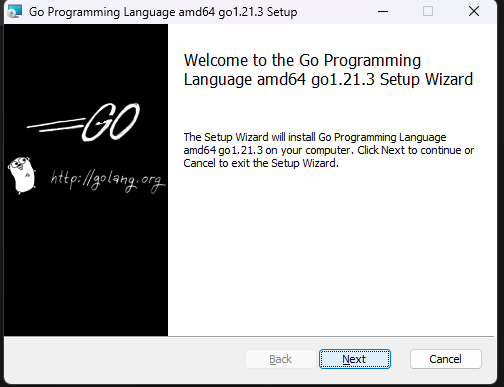 Go Programming Language amd64 go1.21.3 Setup
Welcome to the Go Programming
Language amd64 go1.21.3 Setup Wizard
GO
http://golang.org
The Setup Wizard will install Go Programming Language
amd64 go1.21.3 on your computer. Click Next to continue or
Cancel to exit the Setup Wizard.
Back
Next
Cancel